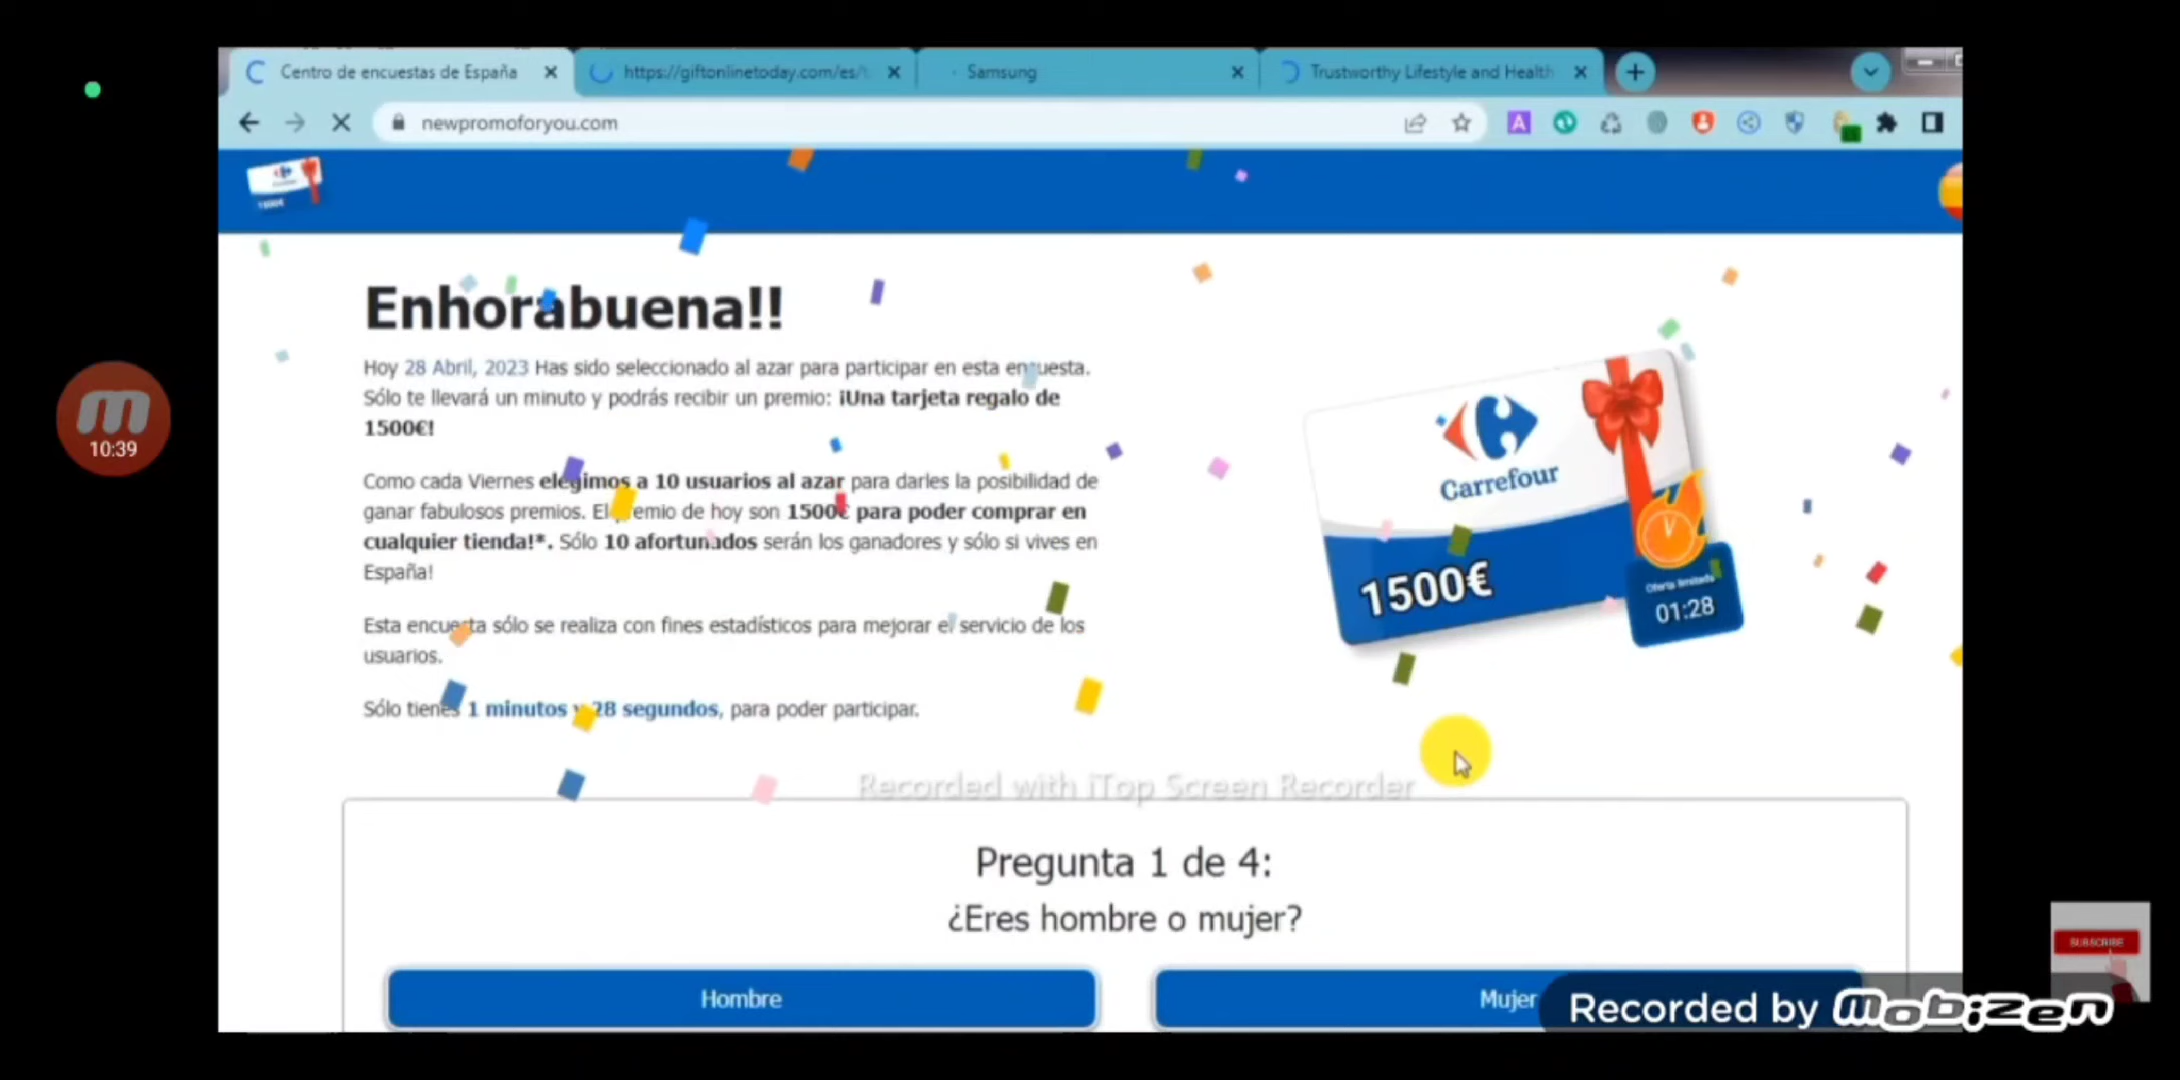 Centro de encuestas de España
https://giftonlinetoday.com/es/t
Samsung
Trustworthy Lifestyle and Health
newpromoforyou.com
Enhorabuena!!
Hoy 28 Abril, 2023 Has sido seleccionado al azar para participar en esta encuesta.
Sólo te llevará un minuto y podrás recibir un premio: ¡Una tarjeta regalo de
1500€!
Como cada Viernes elegimos a 10 usuarios al azar para darles la posibilidad de
ganar fabulosos premios. El premio de hoy son 1500€ para poder comprar en
cualquier tienda!*. Sólo 10 afortunados serán los ganadores y sólo si vives en
España!
Esta encuesta sólo se realiza con fines estadísticos para mejorar el servicio de los
usuarios.
Sólo tienes 1 minutos y 28 segundos, para poder participar.
Carrefour
1500€
Oferta limitada
01:28
10:39
Recorded with iTop Screen Recorder
Pregunta 1 de 4:
¿Eres hombre o mujer?
Hombre
Mujer
SUBSCRIBE
Recorded by mobizen